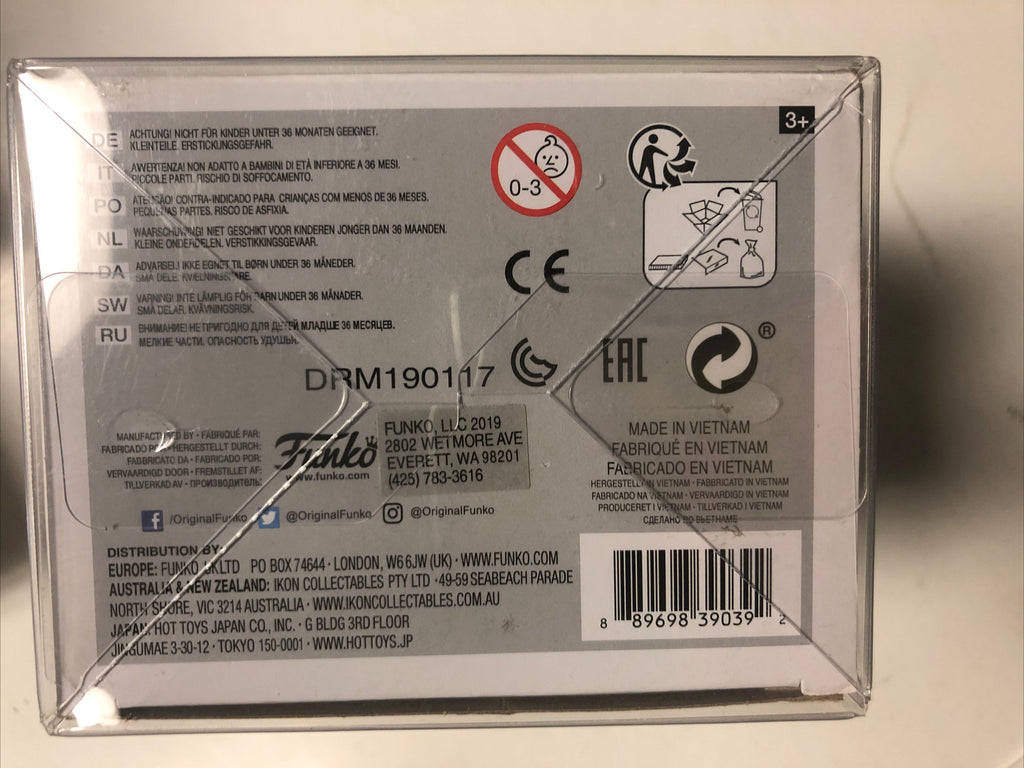 3+
DE ACHTUNG! NICHT FÜR KINDER UNTER 36 MONATEN GEEIGNET.
KLEINTEILE. ERSTICKUNGSGEFAHR.
IT AVVERTENZA! NON ADATTO A BAMBINI DI ETÀ INFERIORE A 36 MESI.
PICCOLE PARTI. RISCHIO DI SOFFOCAMENTO.
PO ATENÇÃO! CONTRA-INDICADO PARA CRIANÇAS COM MENOS DE 36 MESES.
PEQUENAS PARTES. RISCO DE ASFIXIA.
NL WAARSCHUWING! NIET GESCHIKT VOOR KINDEREN JONGER DAN 36 MAANDEN.
KLEINE ONDERDELEN. VERSTIKKINGSGEVAAR.
DA ADVARSEL! IKKE EGNET TIL BØRN UNDER 36 MÅNEDER.
SMÅ DELE. KVÆLNINGSFARE.
SW VARNING! INTE LÄMPLIG FÖR BARN UNDER 36 MÅNADER.
SMÅ DELAR. KVÄVNINGSRISK.
RU ВНИМАНИЕ! НЕ ПРИГОДНО ДЛЯ ДЕТЕЙ МЛАДШЕ 36 МЕСЯЦЕВ.
МЕЛКИЕ ЧАСТИ. ОПАСНОСТЬ УДУШЬЯ.
0-3
CE
DRM190117
EAC
®
MANUFACTURED BY · FABRIQUÉ PAR:
FABRICADO POR · HERGESTELLT DURCH:
FABBRICATO DA · FABRICADO POR:
VERVAARDIGD DOOR · FREMSTILLET AF:
TILLVERKAD AV · ПРОИЗВОДИТЕЛЬ:
Funko
www.funko.com
FUNKO, LLC 2019
2802 WETMORE AVE
EVERETT, WA 98201
(425) 783-3616
MADE IN VIETNAM
FABRIQUÉ EN VIETNAM
FABRICADO EN VIETNAM
HERGESTELLT IN VIETNAM · FABBRICATO IN VIETNAM
FABRICADO NA VIETNAM · VERVAARDIGD IN VIETNAM
PRODUCERET I VIETNAM · TILLVERKAD I VIETNAM
СДЕЛАНО ВО ВЬЕТНАМЕ
/OriginalFunko @OriginalFunko @OriginalFunko
DISTRIBUTION BY:
EUROPE: FUNKO UK LTD PO BOX 74644 · LONDON, W6 6JW (UK) · WWW.FUNKO.COM
AUSTRALIA & NEW ZEALAND: IKON COLLECTABLES PTY LTD · 49-59 SEABEACH PARADE
NORTH SHORE, VIC 3214 AUSTRALIA · WWW.IKONCOLLECTABLES.COM.AU
JAPAN: HOT TOYS JAPAN CO., INC. · G BLDG 3RD FLOOR
JINGUMAE 3-30-12 · TOKYO 150-0001 · WWW.HOTTOYS.JP
8 89698 39039 2